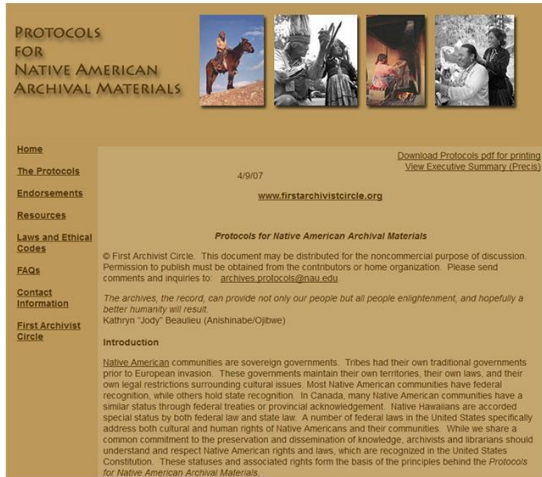 PROTOCOLS
FOR
NATIVE AMERICAN
ARCHIVAL MATERIALS
Home
The Protocols
Endorsements
Resources
Laws and Ethical
Codes
FAQs
Contact
Information
First Archivist
Circle
Download Protocols pdf for printing
View Executive Summary (Precis)
4/9/07
www.firstarchivistcircle.org
Protocols for Native American Archival Materials
© First Archivist Circle. This document may be distributed for the noncommercial purpose of discussion.
Permission to publish must be obtained from the contributors or home organization. Please send
comments and inquiries to: archives.protocols@nau.edu.
The archives, the record, can provide not only our people but all people enlightenment, and hopefully a
better humanity will result.
Kathryn "Jody" Beaulieu (Anishinabe/Ojibwe)
Introduction
Native American communities are sovereign governments. Tribes had their own traditional governments
prior to European invasion. These governments maintain their own territories, their own laws, and their
own legal restrictions surrounding cultural issues. Most Native American communities have federal
recognition, while others hold state recognition. In Canada, many Native American communities have a
similar status through federal treaties or provincial acknowledgement. Native Hawaiians are accorded
special status by both federal law and state law. A number of federal laws in the United States specifically
address both cultural and human rights of Native Americans and their communities. While we share a
common commitment to the preservation and dissemination of knowledge, archivists and librarians should
understand and respect Native American rights and laws, which are recognized in the United States
Constitution. These statuses and associated rights form the basis of the principles behind the Protocols
for Native American Archival Materials.